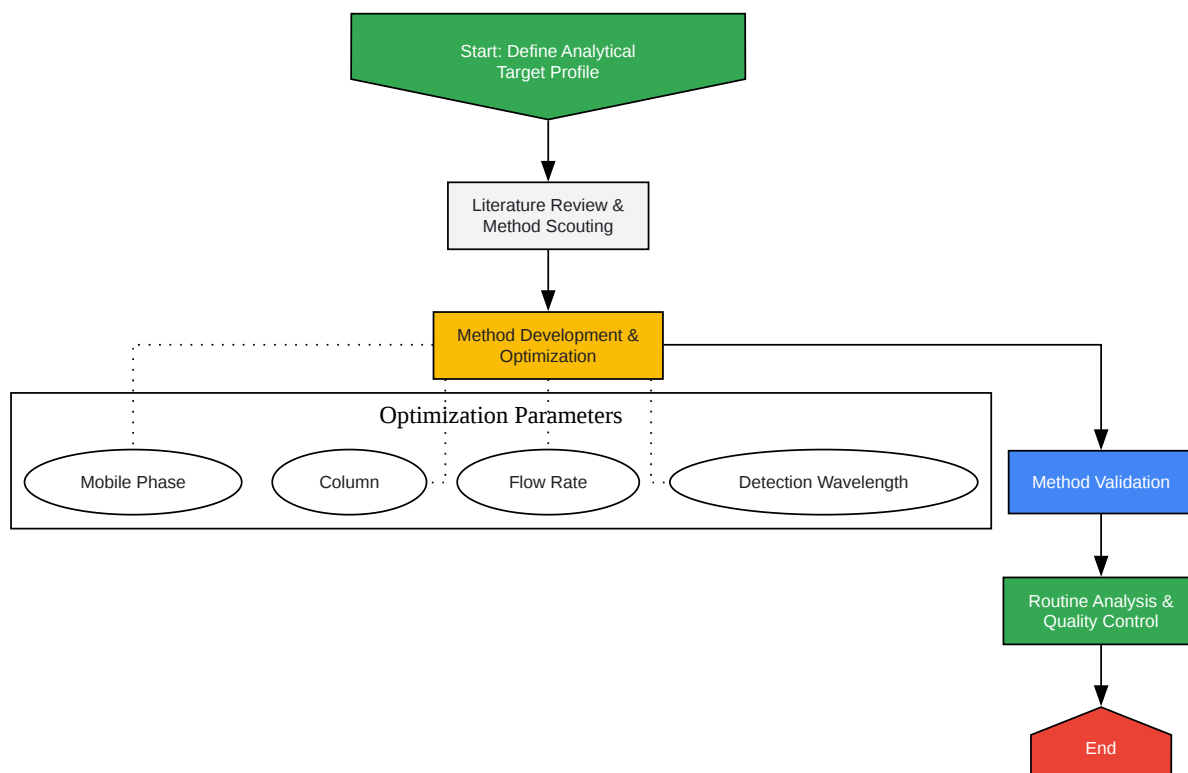 Start: Define Analytical
Target Profile
Literature Review &
Method Scouting
Method Development &
Optimization
Optimization Parameters
Mobile Phase
Column
Flow Rate
Detection Wavelength
Method Validation
Routine Analysis &
Quality Control
End